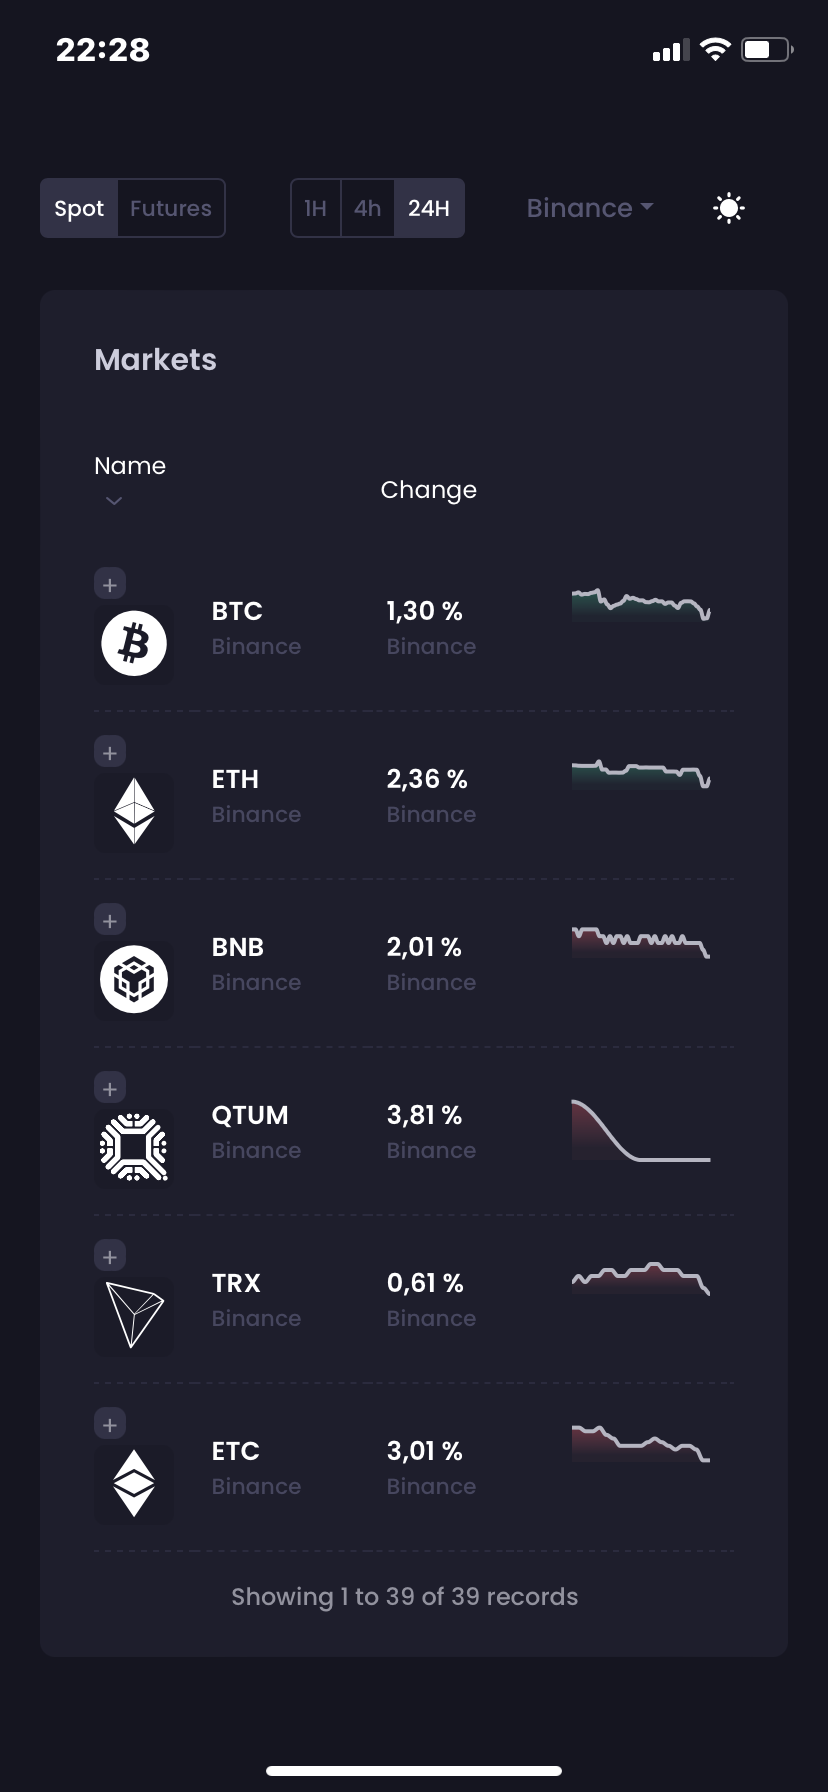 22:28
Spot Futures 1H 4h 24H Binance
Markets
Name
Change
+
BTC 1,30 %
Binance Binance
+
ETH 2,36 %
Binance Binance
+
BNB 2,01 %
Binance Binance
+
QTUM 3,81 %
Binance Binance
+
TRX 0,61 %
Binance Binance
+
ETC 3,01 %
Binance Binance
Showing 1 to 39 of 39 records